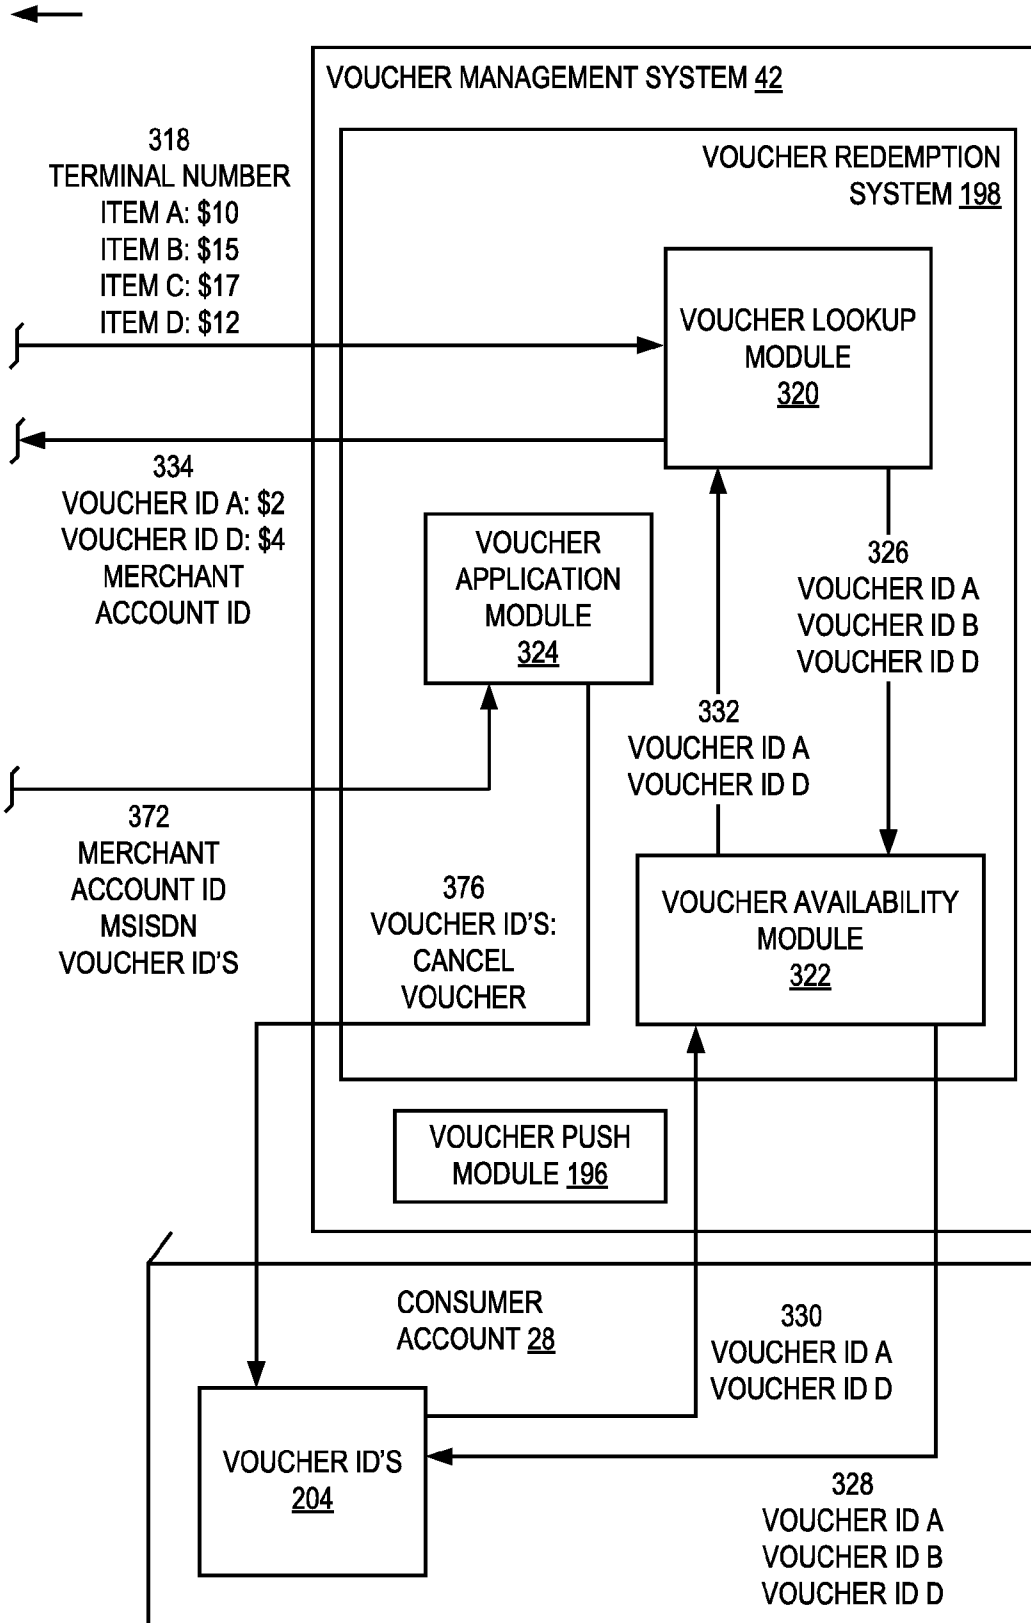 VOUCHER MANAGEMENT SYSTEM 42
318
TERMINAL NUMBER
ITEM A: $10
ITEM B: $15
ITEM C: $17
ITEM D: $12
VOUCHER REDEMPTION
SYSTEM 198
VOUCHER LOOKUP
MODULE
320
334
VOUCHER ID A: $2
VOUCHER ID D: $4
MERCHANT
ACCOUNT ID
VOUCHER
APPLICATION
MODULE
324
326
VOUCHER ID A
VOUCHER ID B
VOUCHER ID D
332
VOUCHER ID A
VOUCHER ID D
372
MERCHANT
ACCOUNT ID
MSISDN
VOUCHER ID'S
376
VOUCHER ID'S:
CANCEL
VOUCHER
VOUCHER AVAILABILITY
MODULE
322
VOUCHER PUSH
MODULE 196
CONSUMER
ACCOUNT 28
330
VOUCHER ID A
VOUCHER ID D
VOUCHER ID'S
204
328
VOUCHER ID A
VOUCHER ID B
VOUCHER ID D